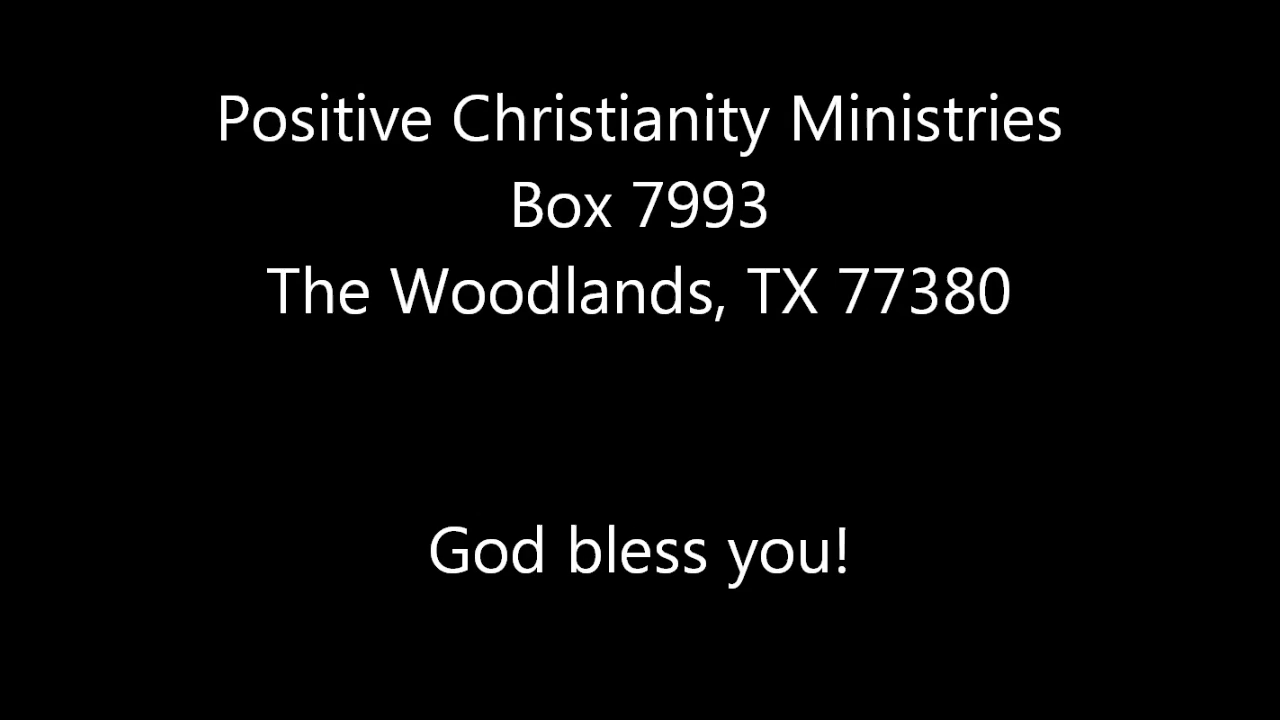 Positive Christianity Ministries
Box 7993
The Woodlands, TX 77380
God bless you!